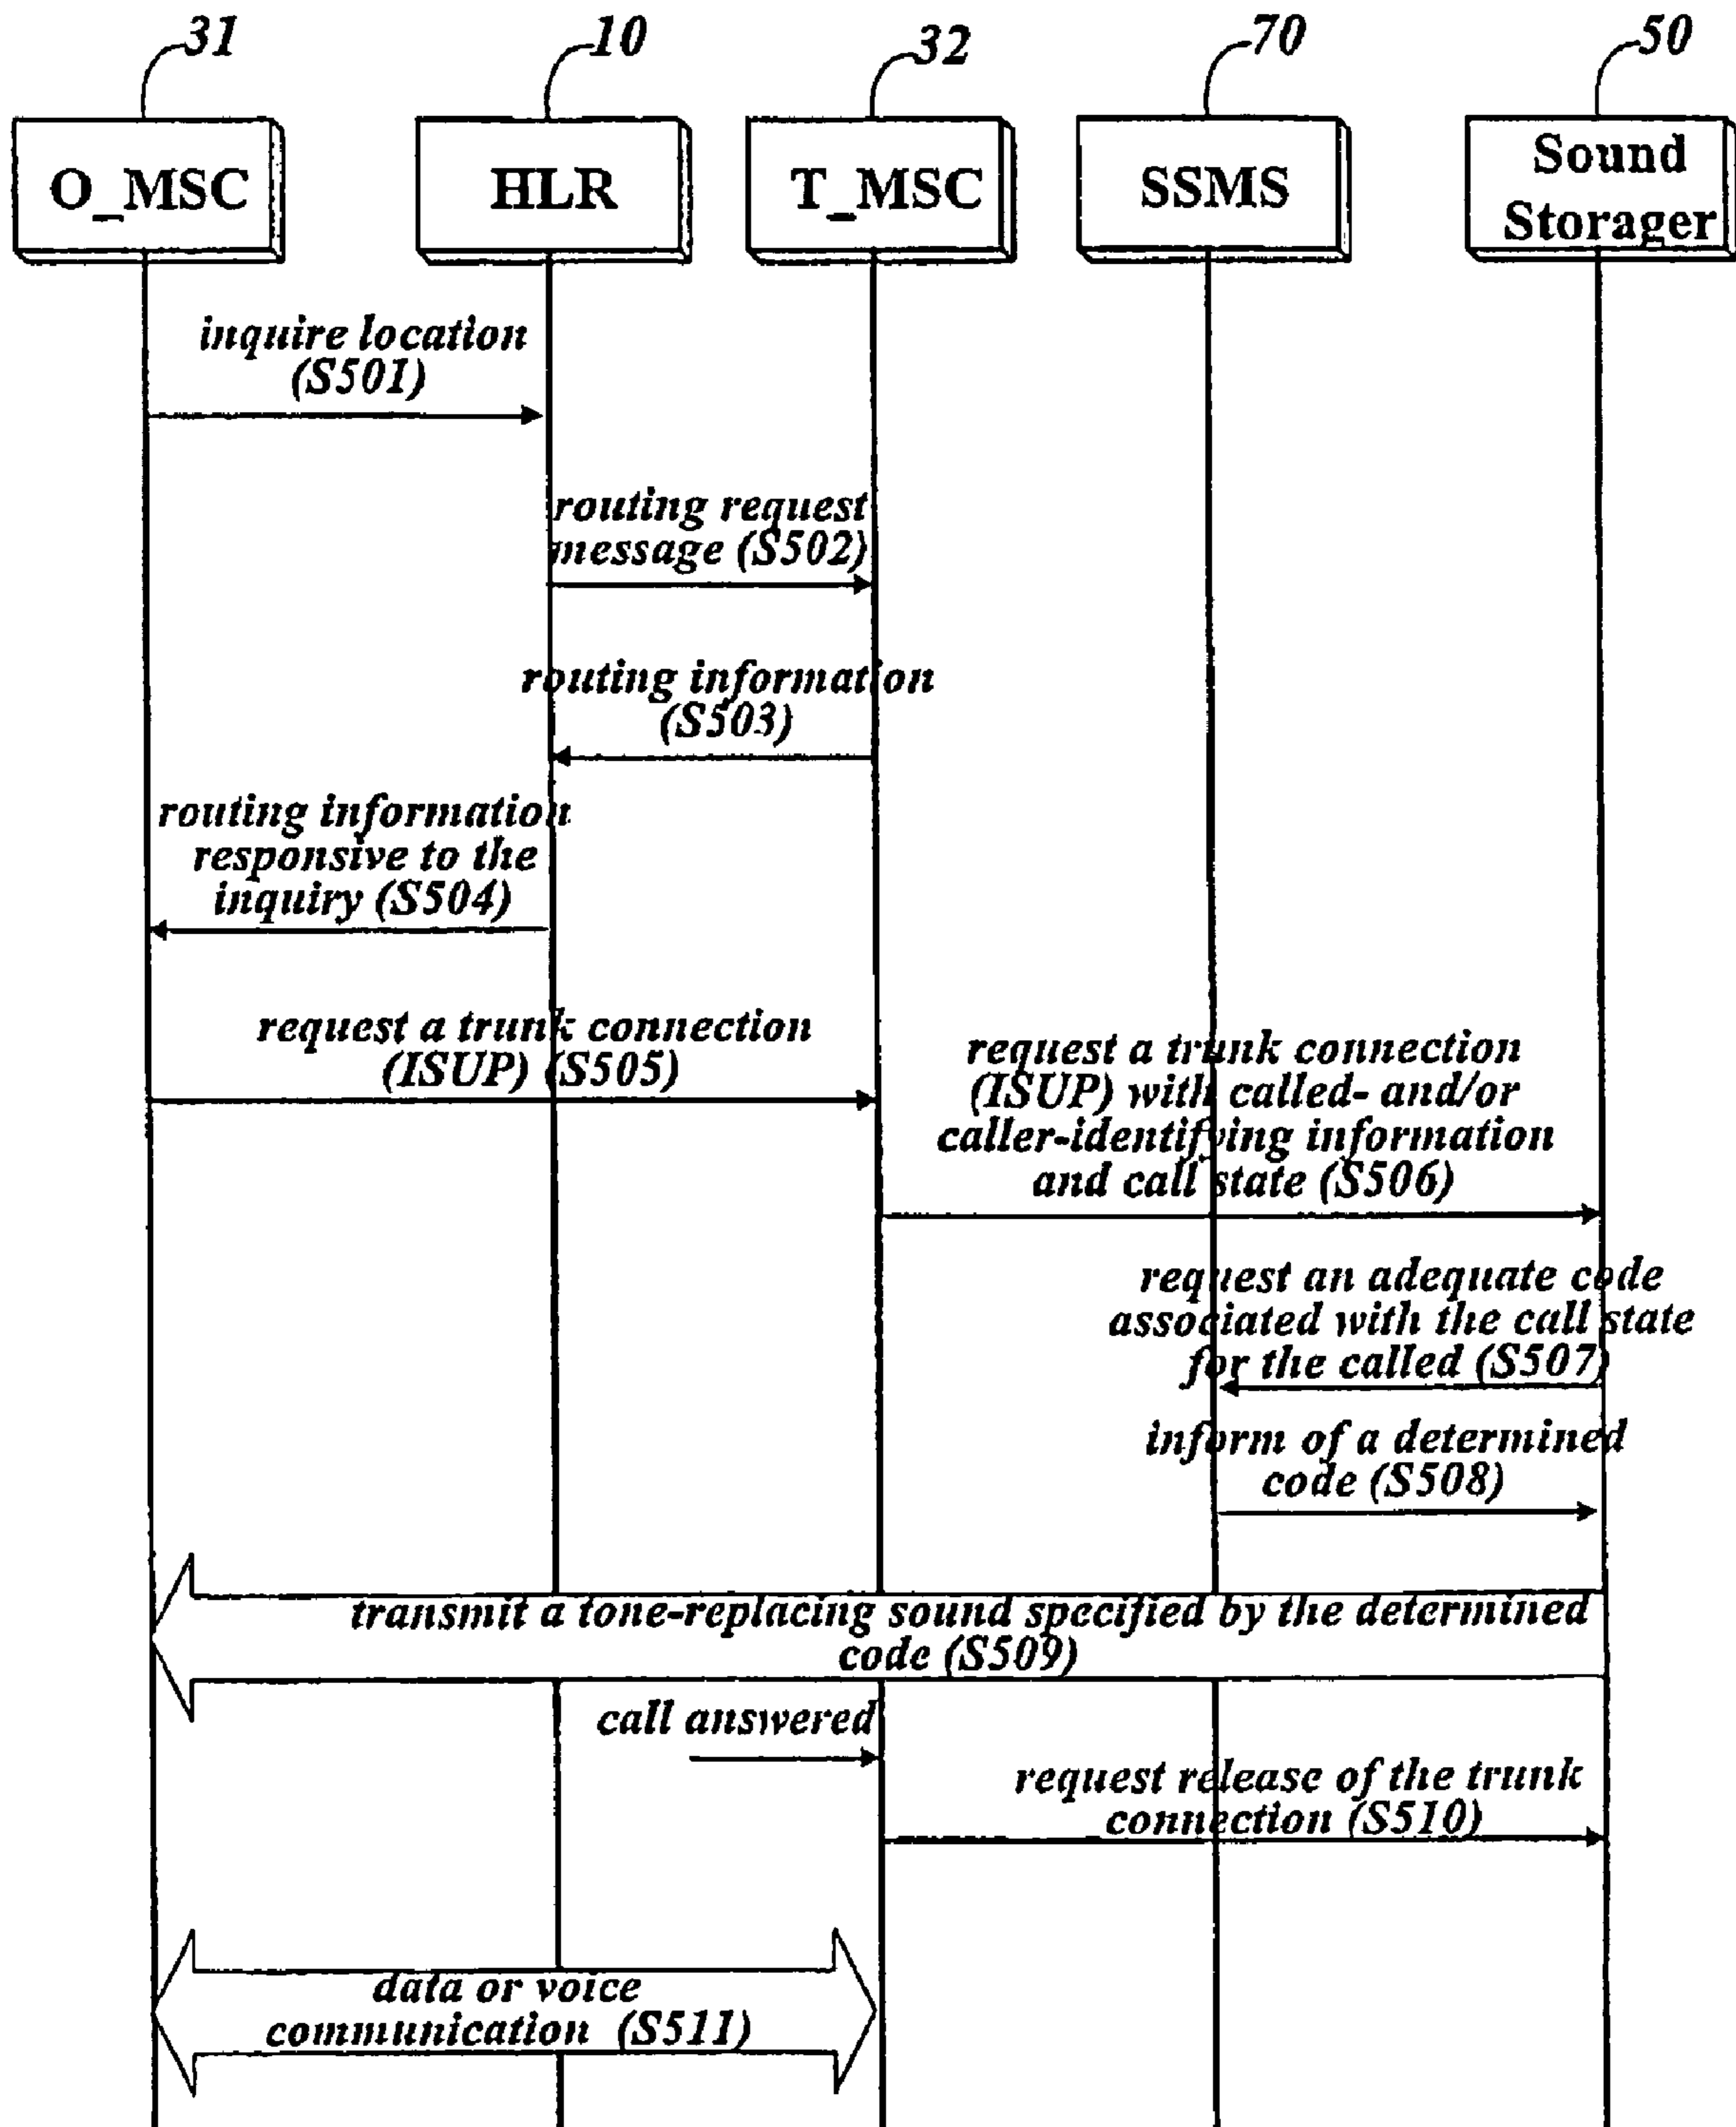 31
10
32
70
50
O_MSC
HLR
T_MSC
SSMS
Sound
Storager
inquire location
(S501)
routing request
message (S502)
routing information
(S503)
routing information
responsive to the
inquiry (S504)
request a trunk connection
(ISUP) (S505)
request a trunk connection
(ISUP) with called- and/or
caller-identifying information
and call state (S506)
request an adequate code
associated with the call state
for the called (S507)
inform of a determined
code (S508)
transmit a tone-replacing sound specified by the determined
code (S509)
call answered
request release of the trunk
connection (S510)
data or voice
communication (S511)